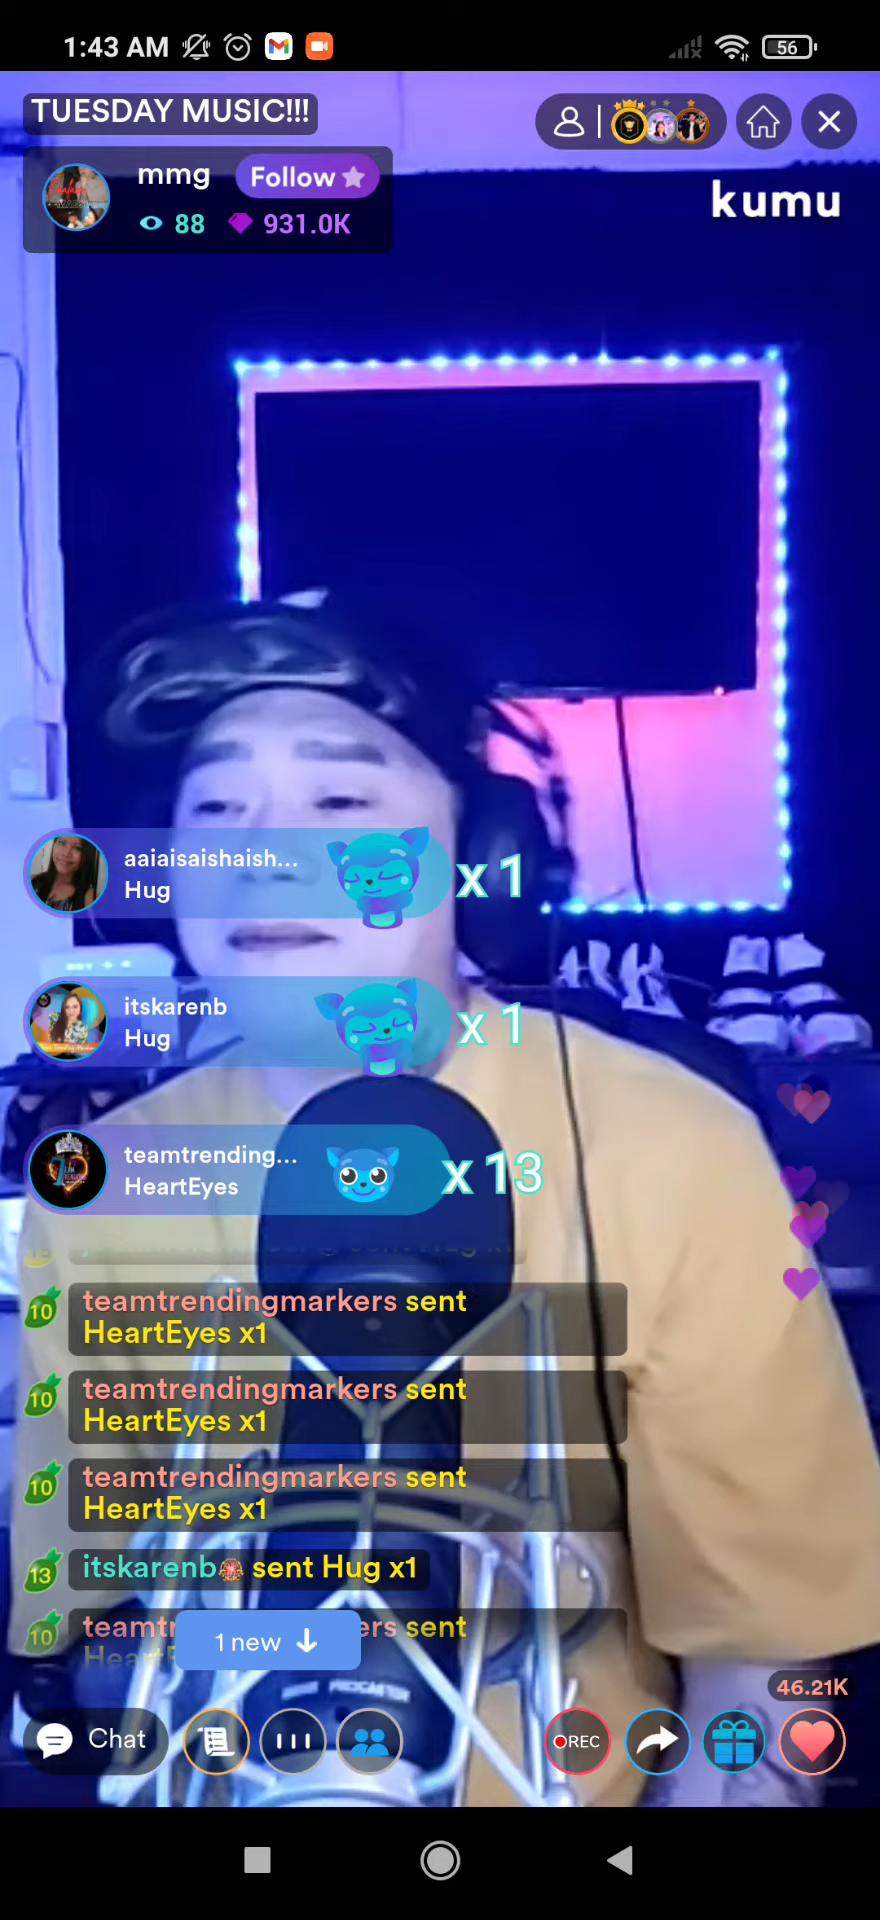 1:43 AM
56
TUESDAY MUSIC!!!
mmg
Follow
88
931.0K
kumu
aaiaisaishaish...
Hug
x 1
itskarenb
Hug
x 1
teamtrending...
HeartEyes
x 13
10
teamtrendingmarkers sent
HeartEyes x1
10
teamtrendingmarkers sent
HeartEyes x1
10
teamtrendingmarkers sent
HeartEyes x1
13
itskarenb sent Hug x1
10
sent
1 new
46.21K
Chat
REC